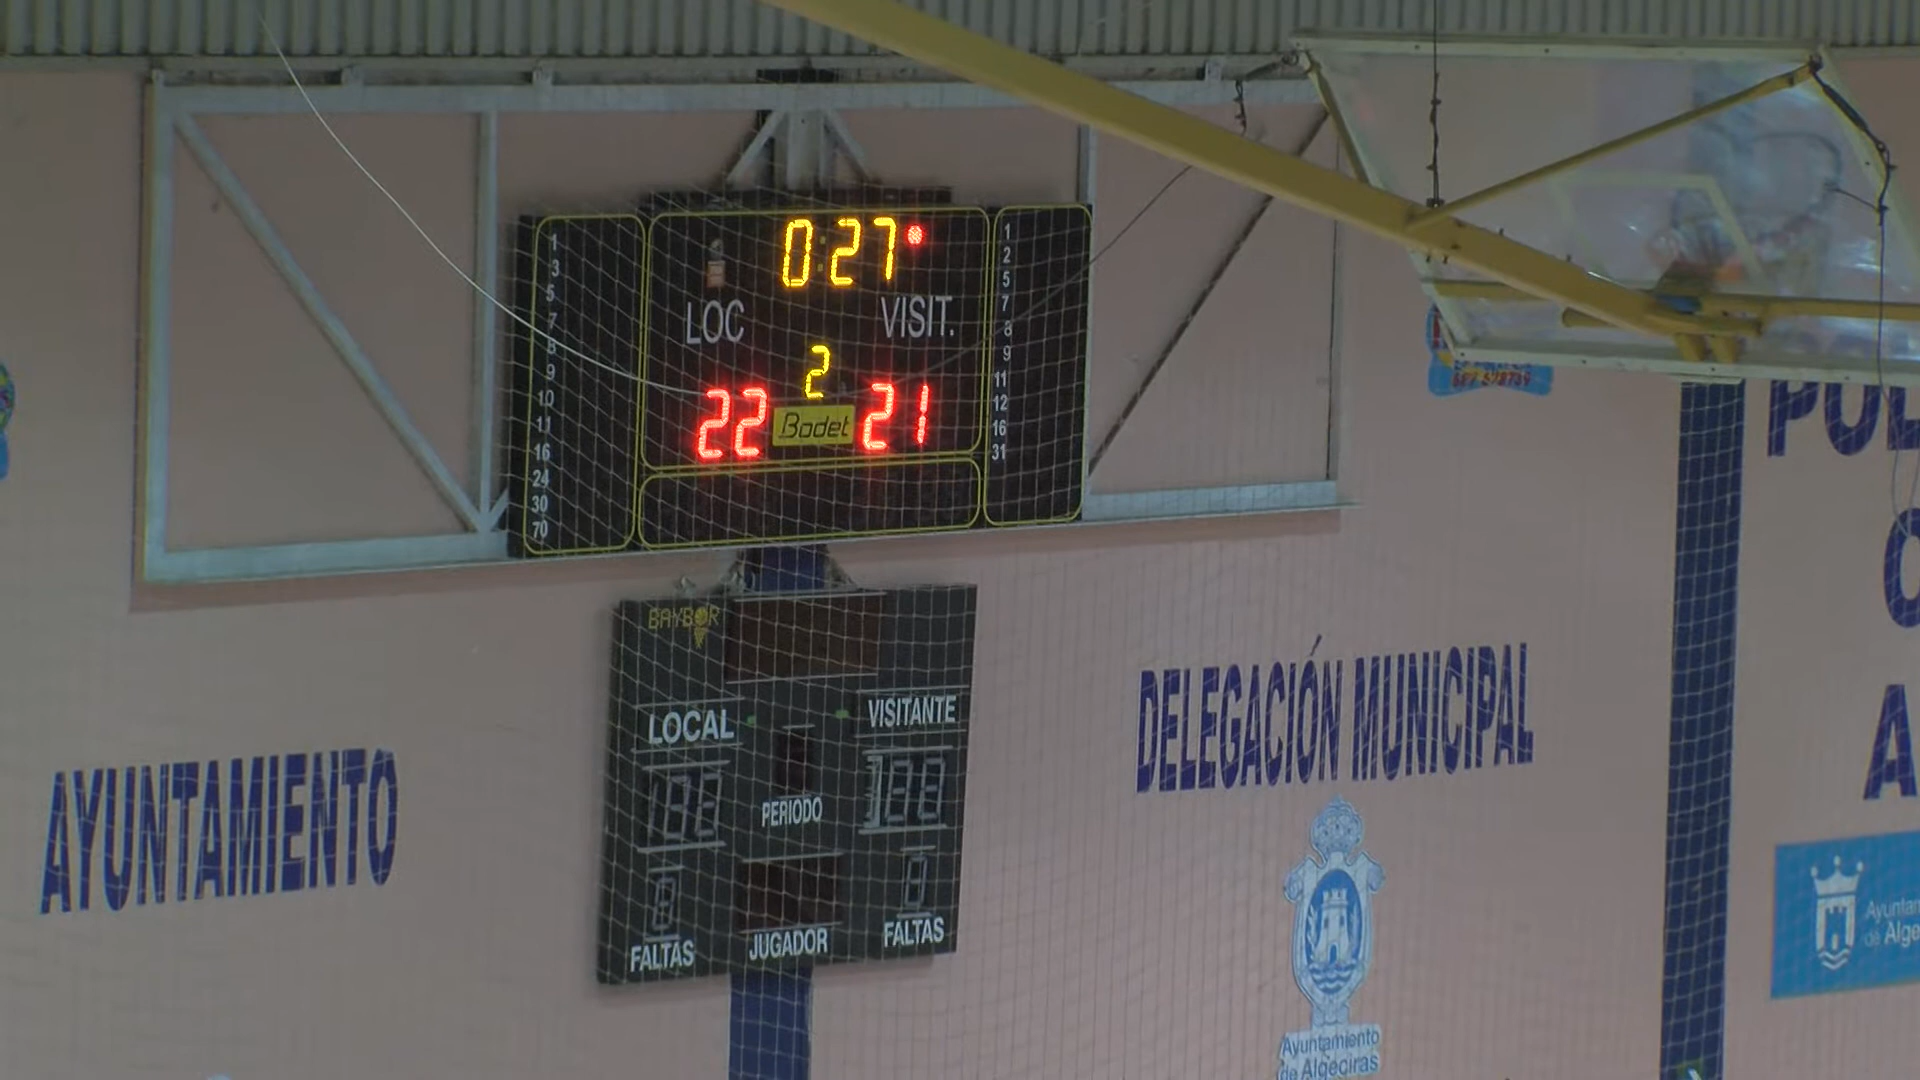 0:27
LOC
VISIT.
2
22
Bodet
21
1
3
5
7
8
9
10
11
16
24
30
70
1
2
5
7
8
9
11
12
16
31
BAYBOR
LOCAL
VISITANTE
PERIODO
FALTAS
JUGADOR
FALTAS
AYUNTAMIENTO
DELEGACIÓN MUNICIPAL
Ayuntamiento
de Algeciras